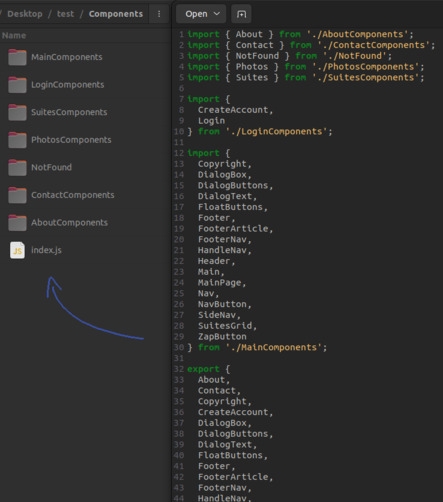 / Desktop / test / Components
Name
MainComponents
LoginComponents
SuitesComponents
PhotosComponents
NotFound
ContactComponents
AboutComponents
JS index.js
Open
1 import { About } from './AboutComponents';
2 import { Contact } from './ContactComponents';
3 import { NotFound } from './NotFound';
4 import { Photos } from './PhotosComponents';
5 import { Suites } from './SuitesComponents';
6
7 import {
8 CreateAccount,
9 Login
10 } from './LoginComponents';
11
12 import {
13 Copyright,
14 DialogBox,
15 DialogButtons,
16 DialogText,
17 FloatButtons,
18 Footer,
19 FooterArticle,
20 FooterNav,
21 HandleNav,
22 Header,
23 Main,
24 MainPage,
25 Nav,
26 NavButton,
27 SideNav,
28 SuitesGrid,
29 ZapButton
30 } from './MainComponents';
31
32 export {
33 About,
34 Contact,
35 Copyright,
36 CreateAccount,
37 DialogBox,
38 DialogButtons,
39 DialogText,
40 FloatButtons,
41 Footer,
42 FooterArticle,
43 FooterNav,
44 HandleNav,